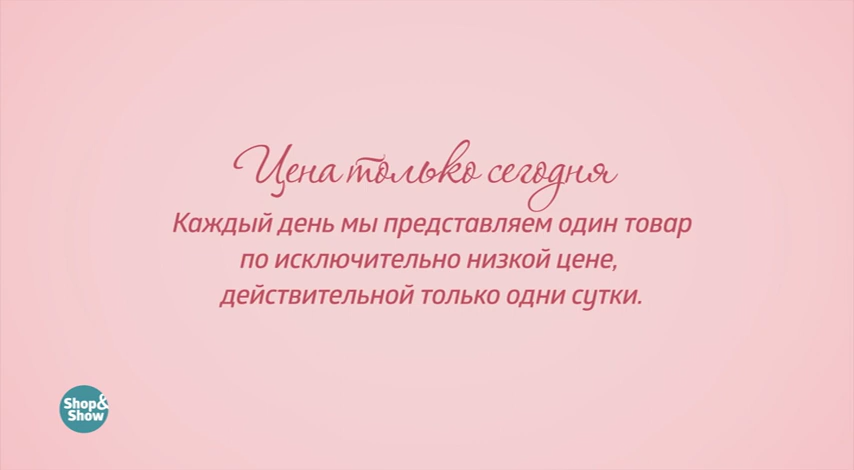 Цена только сегодня
Каждый день мы представляем один товар
по исключительно низкой цене,
действительной только одни сутки.
Shop&
Show